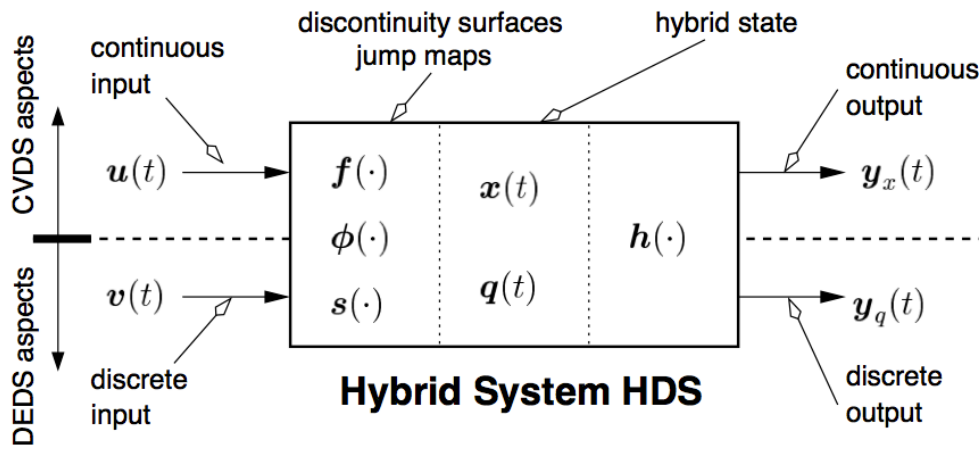 discontinuity surfaces
jump maps
hybrid state
continuous
input
continuous
output
CVDS aspects
DEDS aspects
u(t)
f(·)
x(t)
y_x(t)
ϕ(·)
h(·)
v(t)
s(·)
q(t)
y_q(t)
discrete
input
Hybrid System HDS
discrete
output